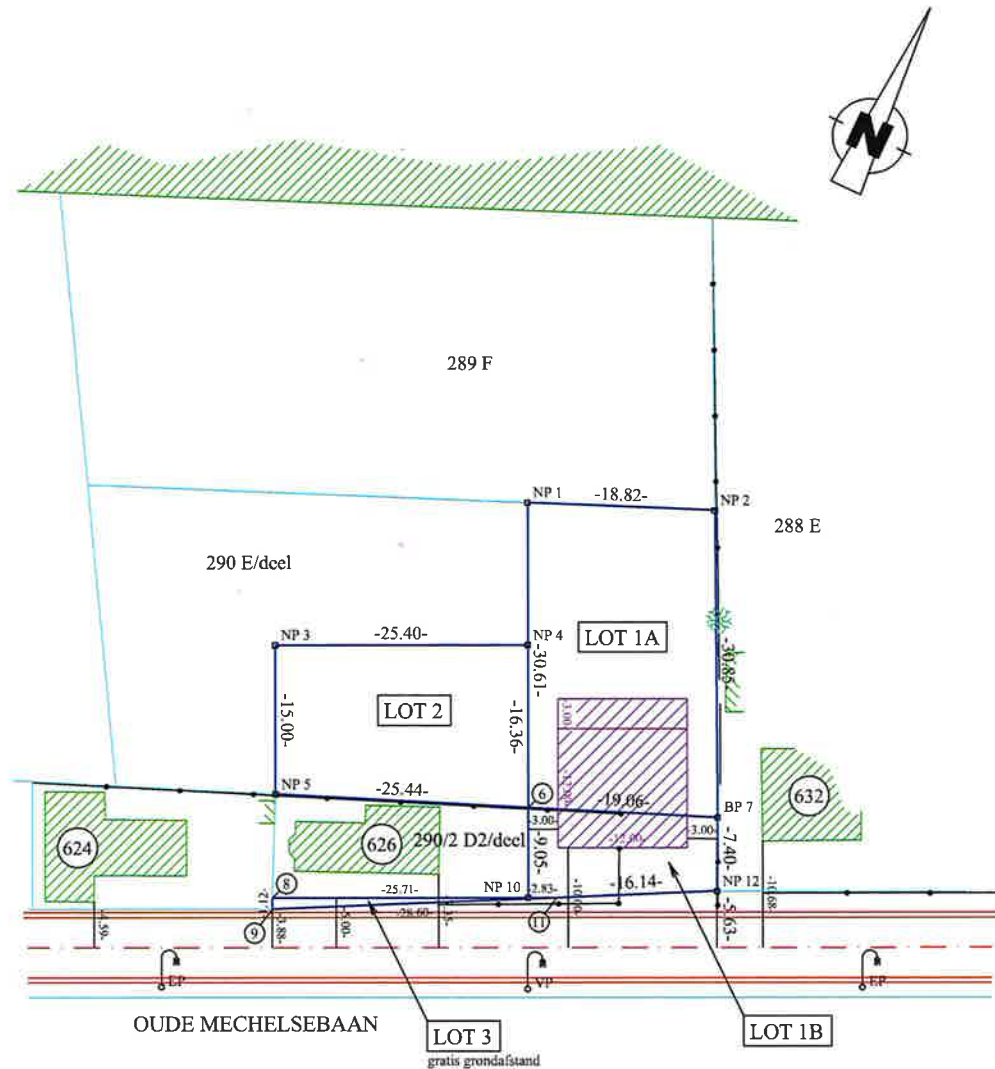 N
289 F
NP 1
-18.82-
NP 2
288 E
290 E/deel
NP 3
-25.40-
NP 4
LOT 1A
-30.61-
-30.85-
LOT 2
-15.00-
-16.36-
3.00
NP 5
-25.44-
6
-19.06-
BP 7
632
-3.00-
-12.00-
-3.00-
624
626
290/2 D2/deel
-9.05-
-7.40-
8
-25.71-
NP 10
-2.83-
-16.14-
NP 12
9
-4.59-
-3.88-
-5.00-
-28.60-
11
-10.00-
-5.63-
-10.68-
EP
VP
EP
OUDE MECHELSEBAAN
LOT 3
gratis grondafstand
LOT 1B